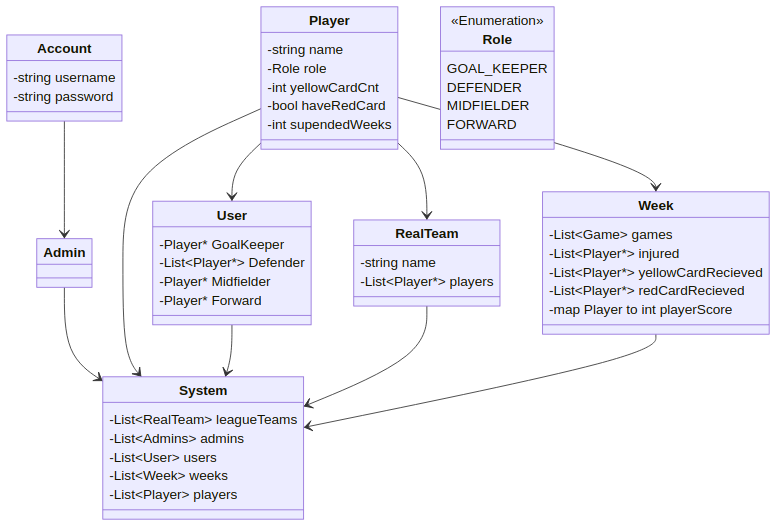 Account
-string username
-string password
Player
-string name
-Role role
-int yellowCardCnt
-bool haveRedCard
-int supendedWeeks
«Enumeration»
Role
GOAL_KEEPER
DEFENDER
MIDFIELDER
FORWARD
Admin
User
-Player* GoalKeeper
-List<Player*> Defender
-Player* Midfielder
-Player* Forward
RealTeam
-string name
-List<Player*> players
Week
-List<Game> games
-List<Player*> injured
-List<Player*> yellowCardRecieved
-List<Player*> redCardRecieved
-map Player to int playerScore
System
-List<RealTeam> leagueTeams
-List<Admins> admins
-List<User> users
-List<Week> weeks
-List<Player> players